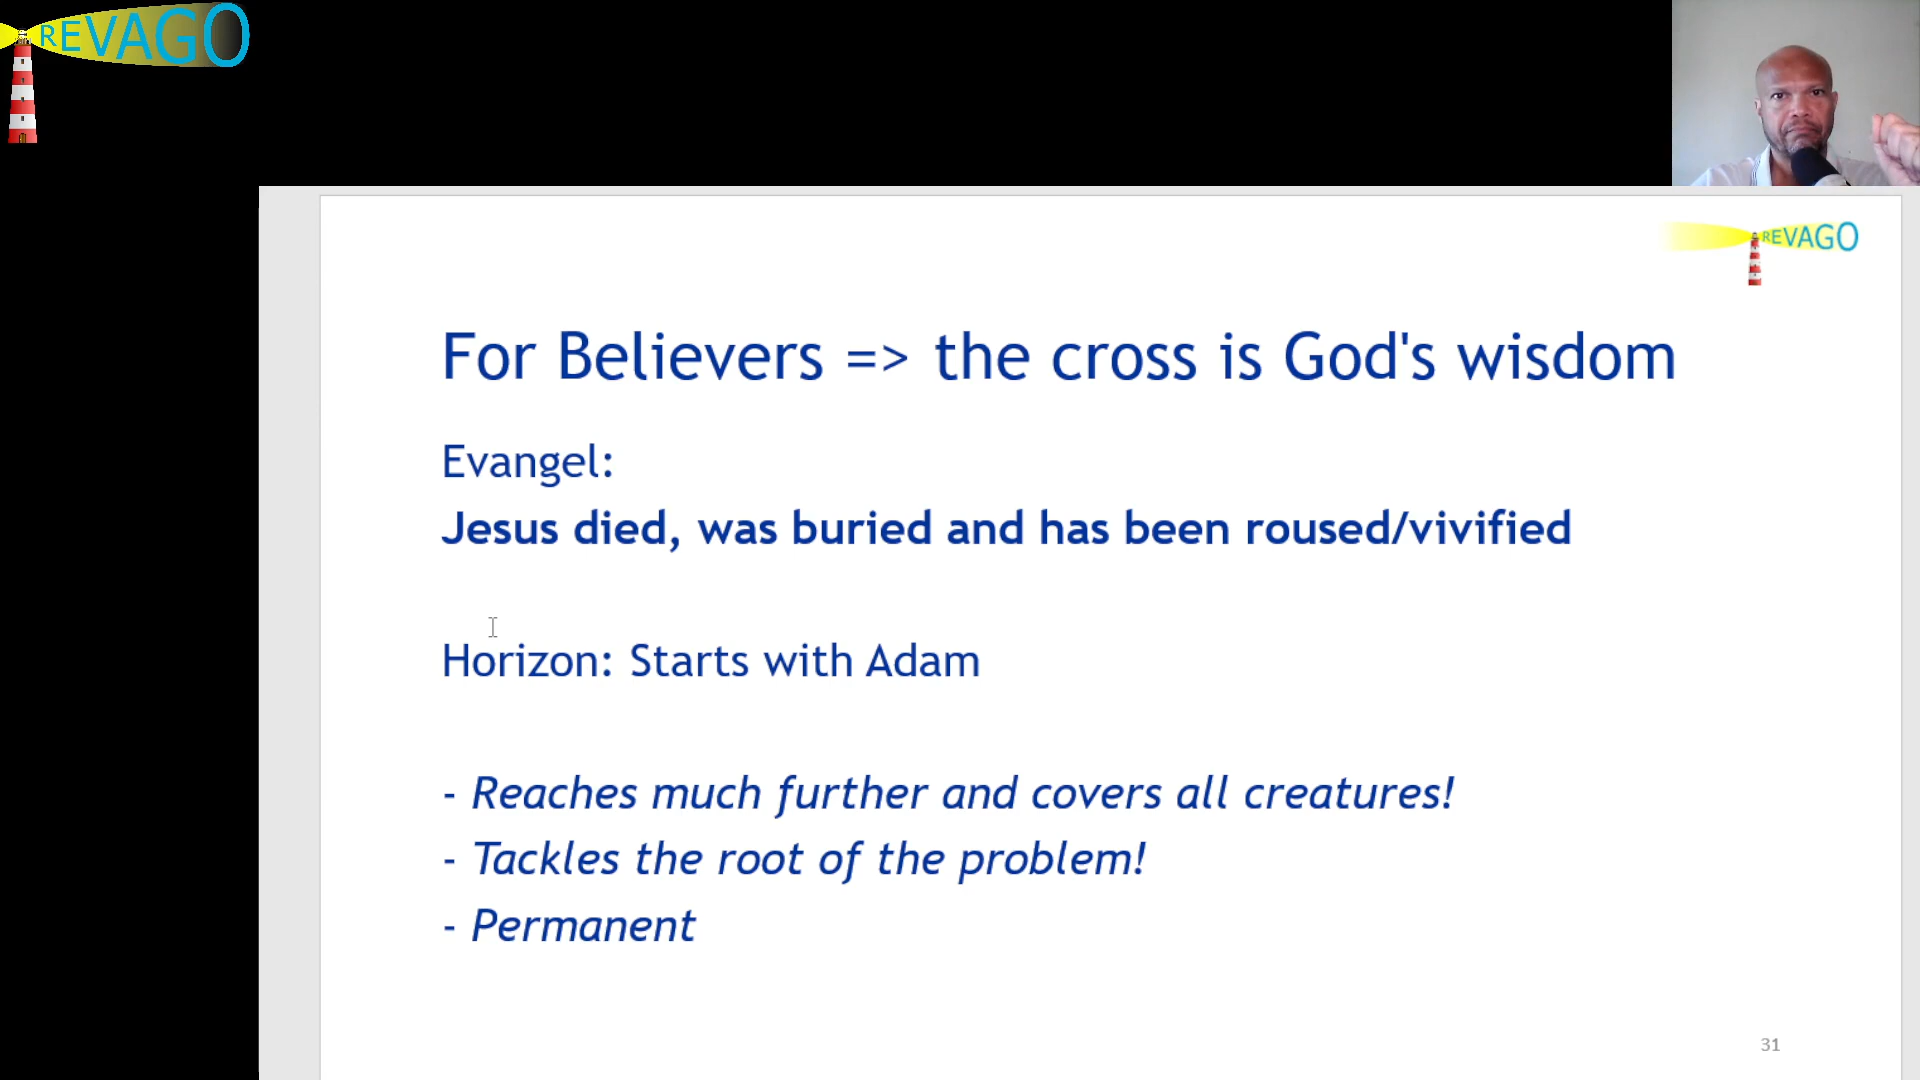 REVAGO
REVAGO
For Believers => the cross is God's wisdom
Evangel:
Jesus died, was buried and has been roused/vivified
Horizon: Starts with Adam
- Reaches much further and covers all creatures!
- Tackles the root of the problem!
- Permanent
31